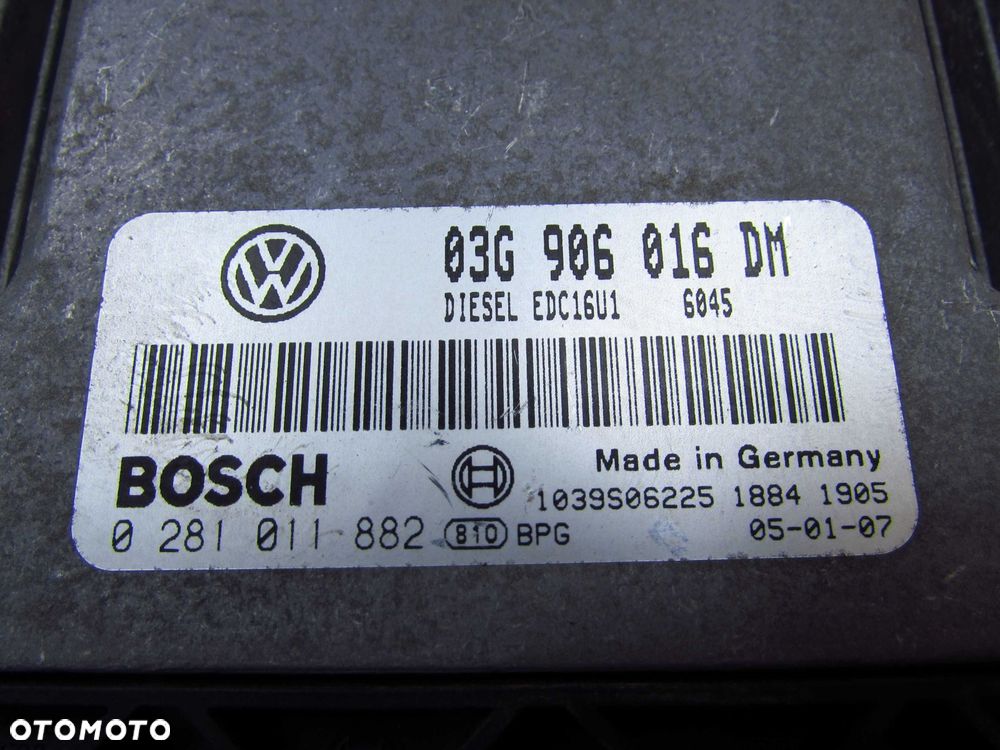 VW
03G 906 016 DM
DIESEL EDC16U1 6045
BOSCH
Made in Germany
1039S06225 1884 1905
0 281 011 882 810 BPG 05-01-07
OTOMOTO